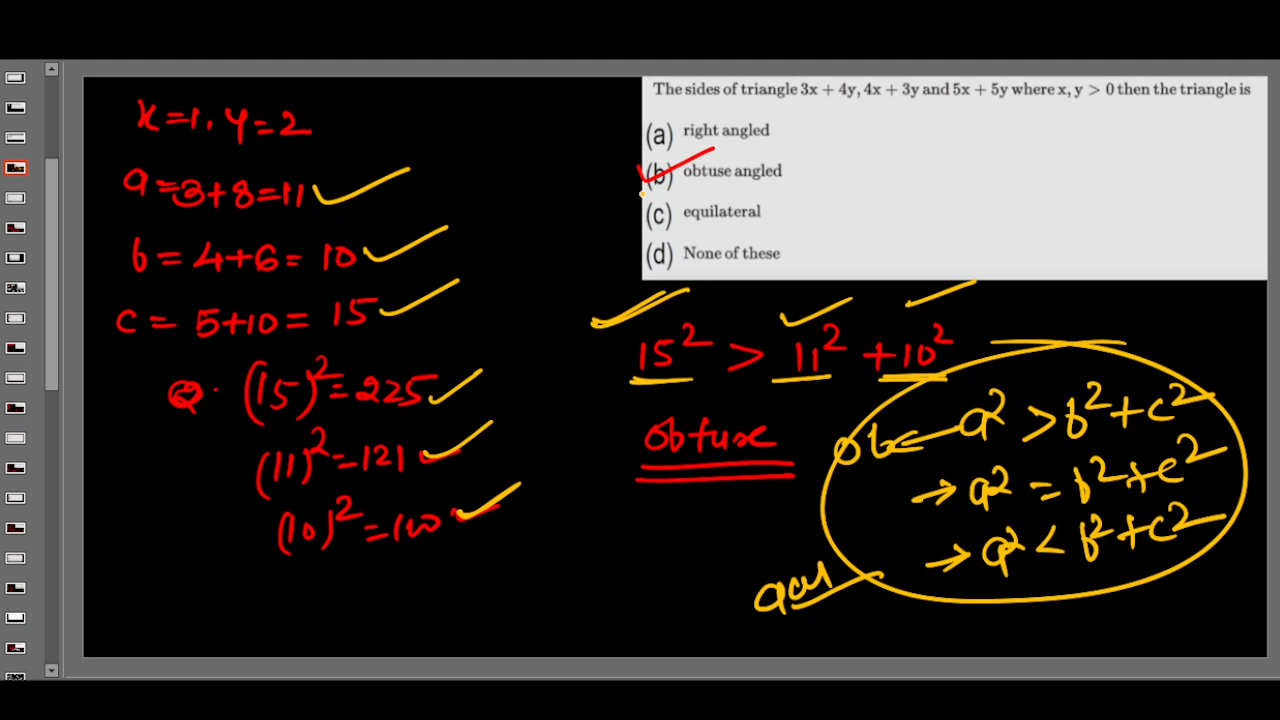 The sides of triangle 3x + 4y, 4x + 3y and 5x + 5y where x, y > 0 then the triangle is
(a) right angled
(b) obtuse angled
(c) equilateral
(d) None of these
x=1, y=2
a=3+8=11
b=4+6=10
c=5+10=15
(15)²=225
(11)²=121
(10)²=100
15² > 11² +10²
obtuse
a² > b²+c²
→ a² = b²+c²
→ a² < b²+c²